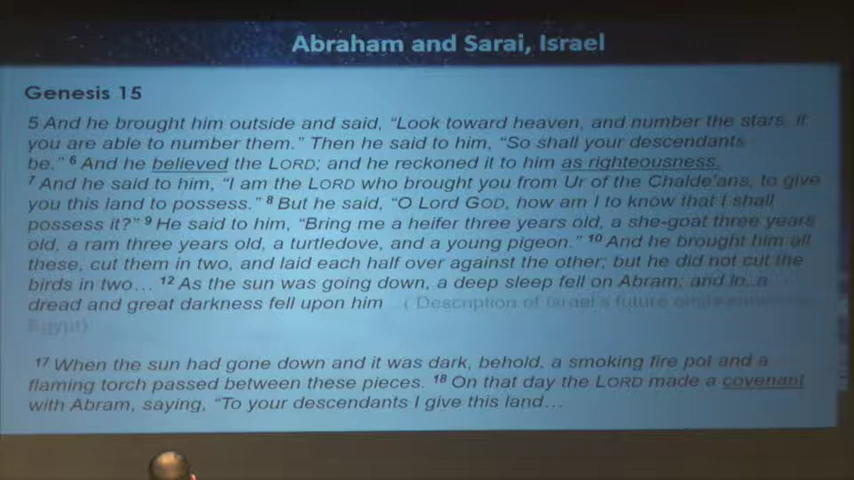 Abraham and Sarai, Israel
Genesis 15
5 And he brought him outside and said, "Look toward heaven, and number the stars, if
you are able to number them." Then he said to him, "So shall your descendants
be." 6 And he believed the LORD; and he reckoned it to him as righteousness.
7 And he said to him, "I am the LORD who brought you from Ur of the Chalde'ans, to give
you this land to possess." 8 But he said, "O Lord GOD, how am I to know that I shall
possess it?" 9 He said to him, "Bring me a heifer three years old, a she-goat three years
old, a ram three years old, a turtledove, and a young pigeon." 10 And he brought him all
these, cut them in two, and laid each half over against the other; but he did not cut the
birds in two... 12 As the sun was going down, a deep sleep fell on Abram; and lo, a
dread and great darkness fell upon him ...( Description of Israel's future
Egypt)
17 When the sun had gone down and it was dark, behold, a smoking fire pot and a
flaming torch passed between these pieces. 18 On that day the LORD made a covenant
with Abram, saying, "To your descendants I give this land...